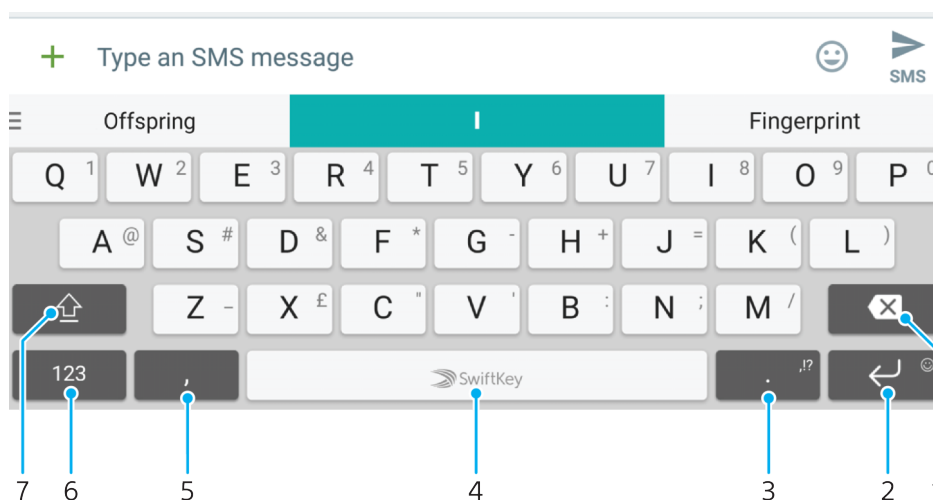 + Type an SMS message
SMS
Offspring I Fingerprint
Q 1 W 2 E 3 R 4 T 5 Y 6 U 7 I 8 O 9 P
A @ S # D & F * G - H + J = K ( L )
Z _ X £ C " V ' B : N ; M /
123 , SwiftKey . ,!?
7 6 5 4 3 2